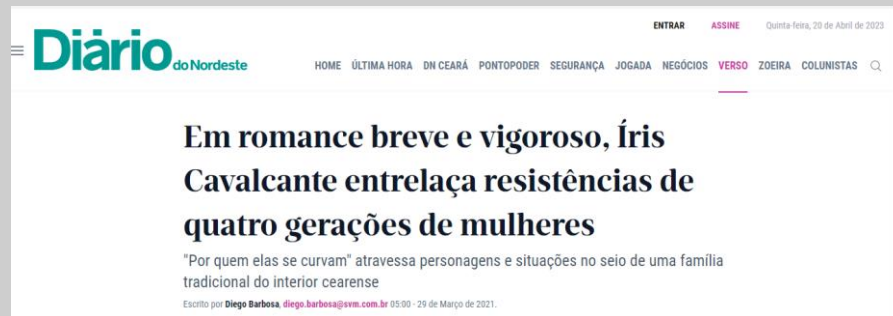 ENTRAR ASSINE Quinta-feira, 20 de Abril de 2023
Diário do Nordeste
HOME ÚLTIMA HORA DN CEARÁ PONTOPODER SEGURANÇA JOGADA NEGÓCIOS VERSO ZOEIRA COLUNISTAS
Em romance breve e vigoroso, Íris
Cavalcante entrelaça resistências de
quatro gerações de mulheres
"Por quem elas se curvam" atravessa personagens e situações no seio de uma família
tradicional do interior cearense
Escrito por Diego Barbosa, diego.barbosa@svm.com.br 05:00 - 29 de Março de 2021.